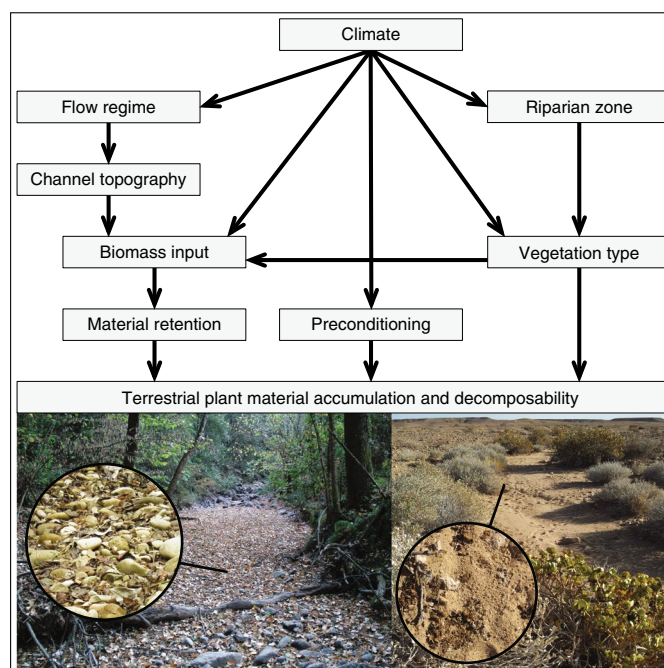 Climate
Flow regime
Riparian zone
Channel topography
Biomass input
Vegetation type
Material retention
Preconditioning
Terrestrial plant material accumulation and decomposability